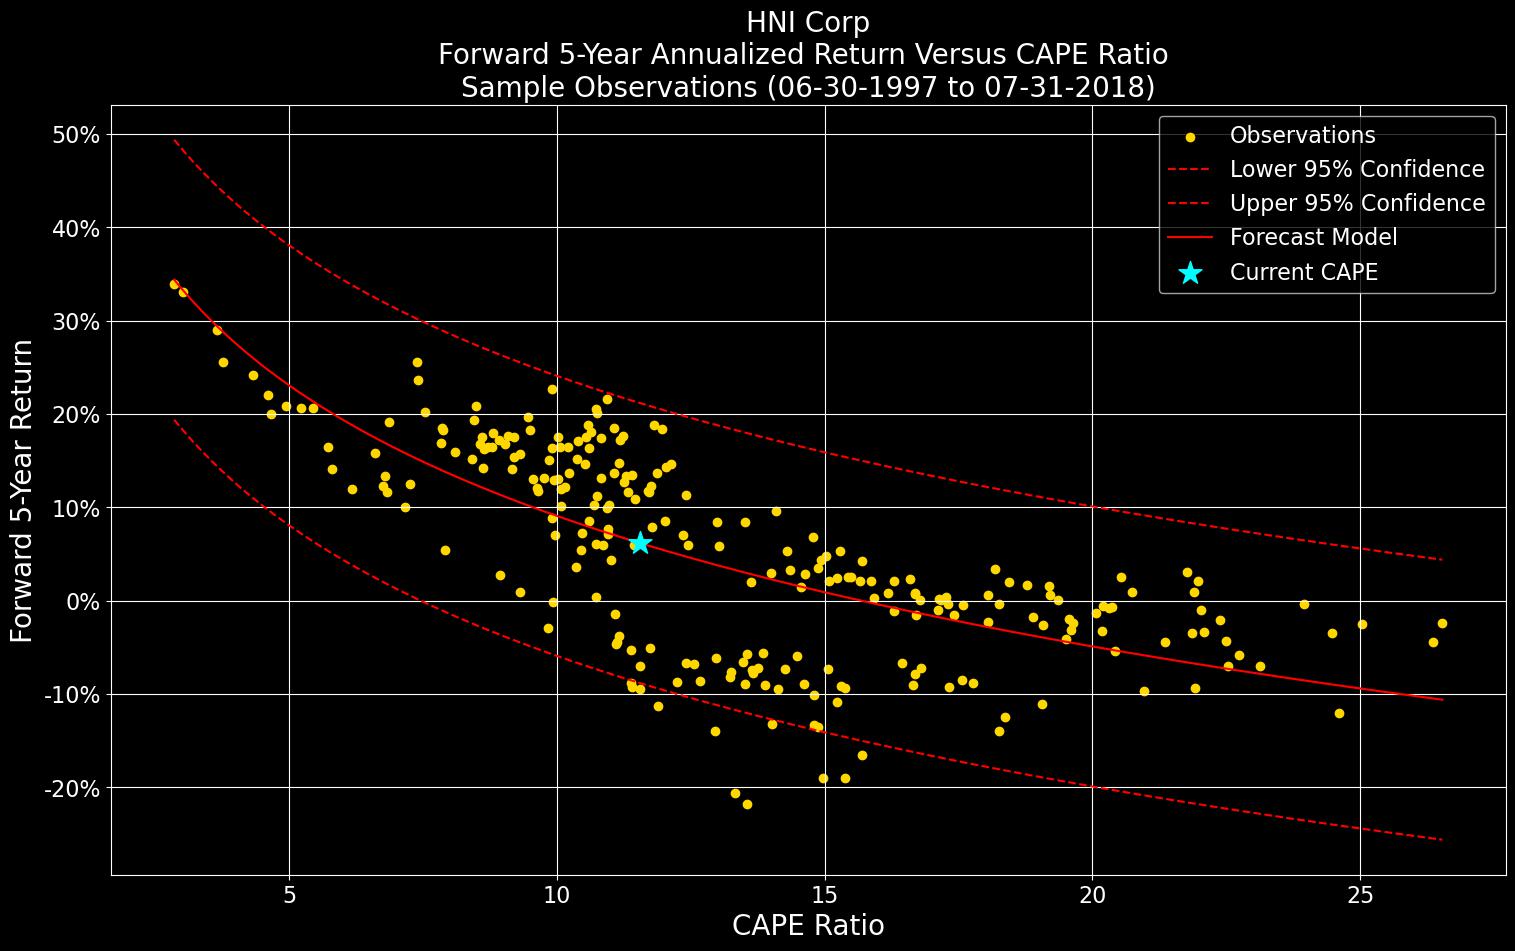 HNI Corp
Forward 5-Year Annualized Return Versus CAPE Ratio
Sample Observations (06-30-1997 to 07-31-2018)
Observations
Lower 95% Confidence
Upper 95% Confidence
Forecast Model
Current CAPE
Forward 5-Year Return
50%
40%
30%
20%
10%
0%
-10%
-20%
5
10
15
20
25
CAPE Ratio